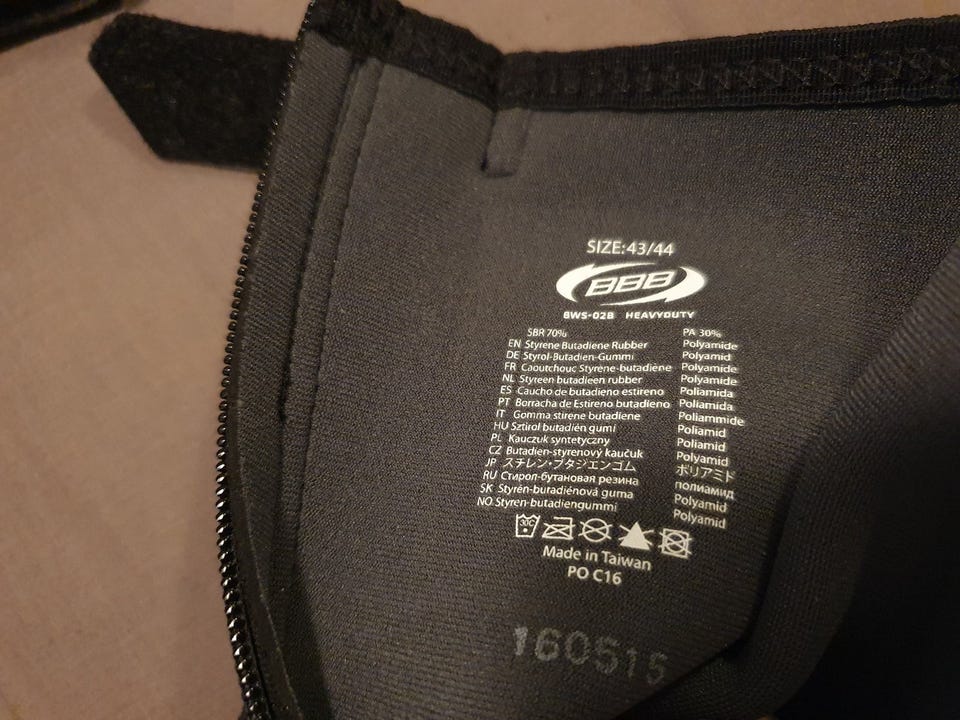 SIZE:43/44
BBB
BWS-02B HEAVYDUTY
SBR 70% PA 30%
EN Styrene Butadiene Rubber Polyamide
DE Styrol-Butadien-Gummi Polyamide
FR Caoutchouc Styrène-butadiène Polyamide
NL Styreen butadieen rubber Polyamide
ES Caucho de butadieno estireno Poliamida
PT Borracha de Estireno butadieno Poliamida
IT Gomma stirene butadiene Poliammide
HU Sztirol butadién gumi Poliamid
PL Kauczuk syntetyczny Poliamid
CZ Butadien-styrenový kaučuk Polyamid
JP スチレン・ブタジエンゴム ポリアミド
RU Стирол-бутановая резина полиамид
SK Styrén-buradiénová guma Polyamid
NO Styren-butadiengummi Polyamid
30C
Made in Taiwan
PO C16
160515